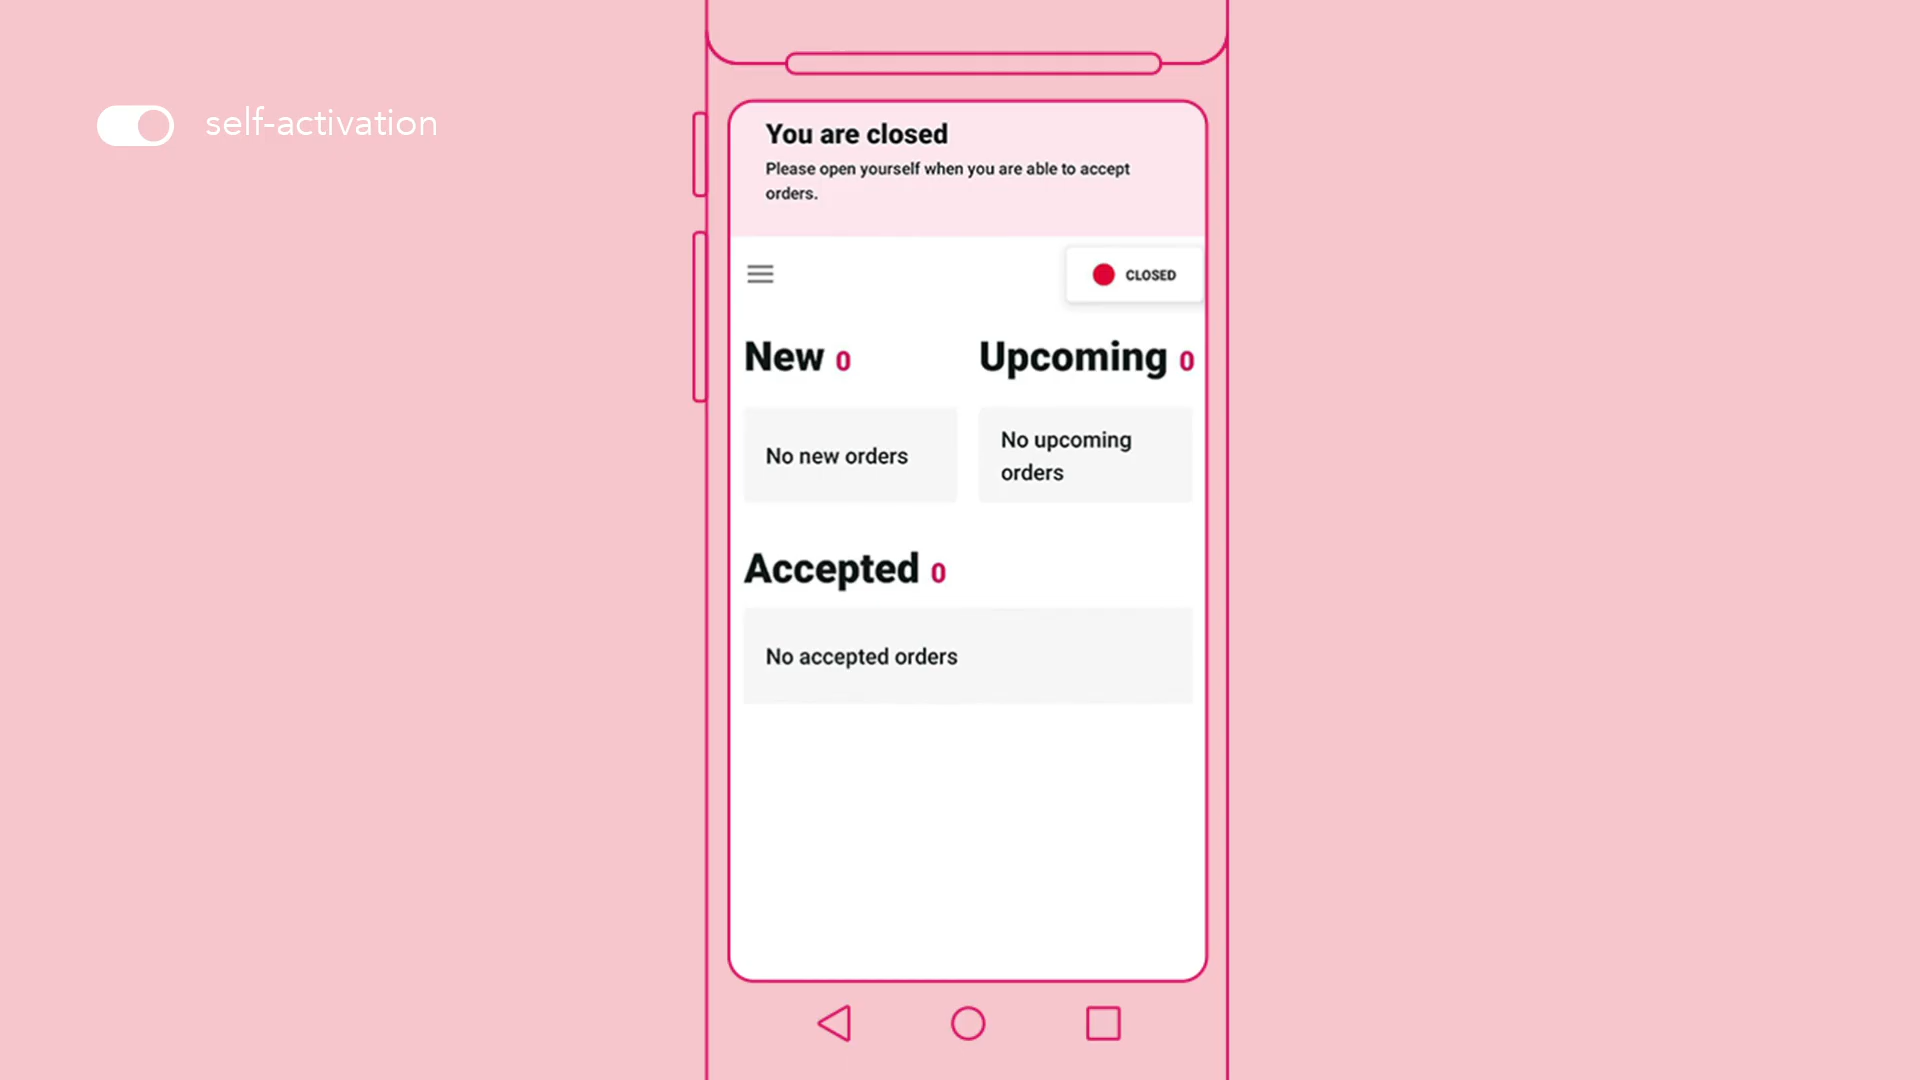 self-activation
You are closed
Please open yourself when you are able to accept
orders.
CLOSED
New 0
Upcoming 0
No new orders
No upcoming
orders
Accepted 0
No accepted orders